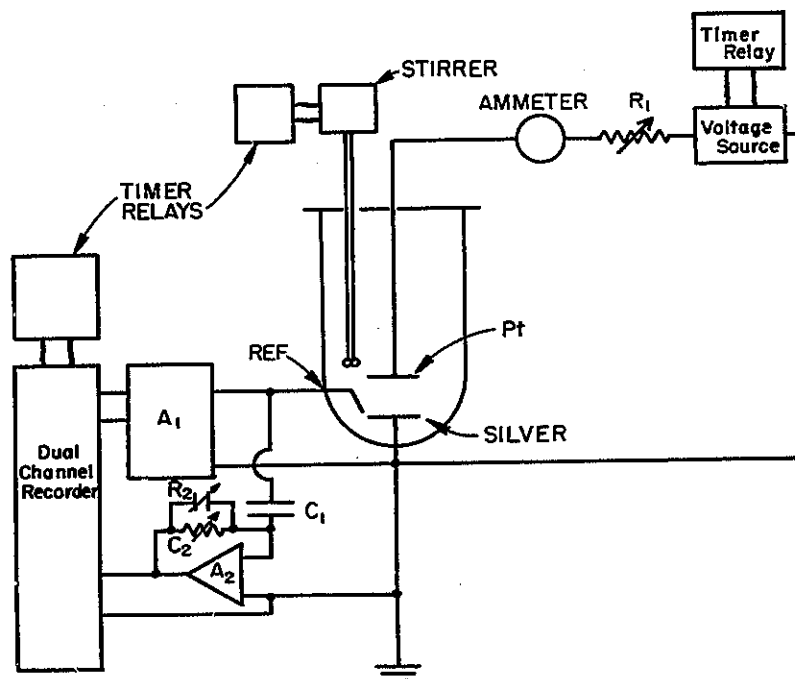 Timer
Relay
STIRRER
AMMETER
R₁
Voltage
Source
TIMER
RELAYS
Pt
REF
A₁
SILVER
Dual
Channel
Recorder
R₂
C₁
C₂
A₂